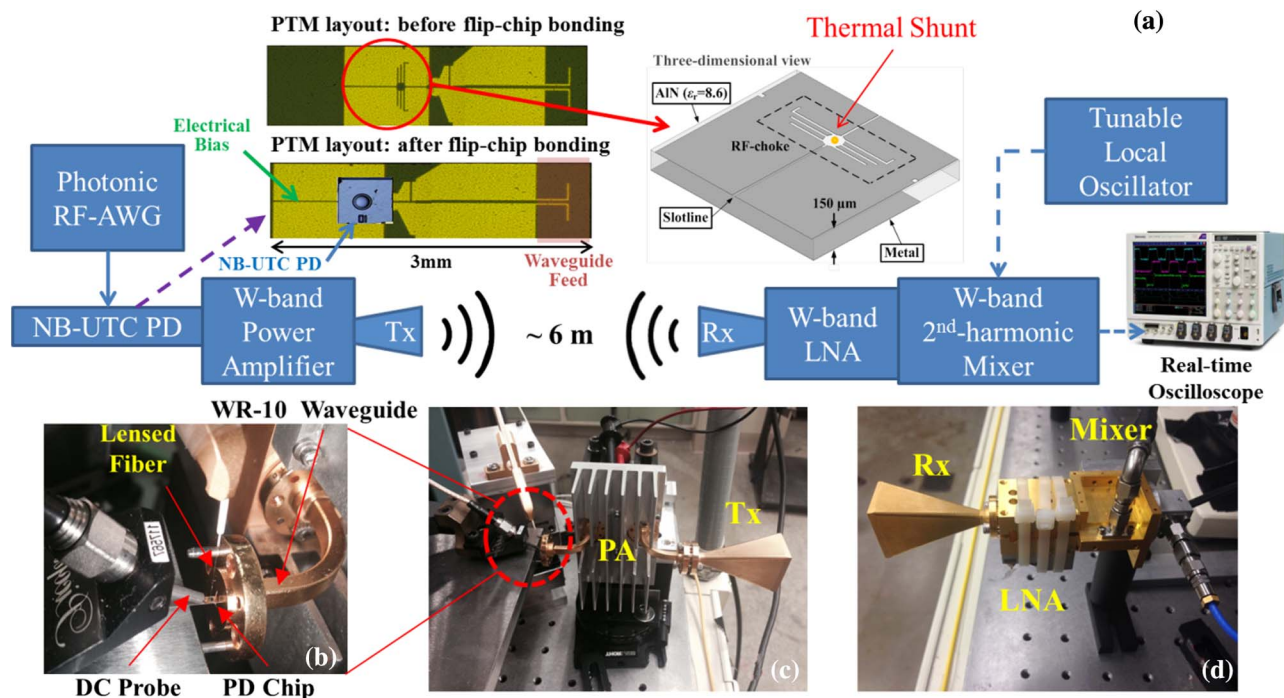 PTM layout: before flip-chip bonding
(a)
Thermal Shunt
Three-dimensional view
AlN (εr=8.6)
RF-choke
Slotline
150 μm
Metal
Electrical
Bias
PTM layout: after flip-chip bonding
3mm
NB-UTC PD
Waveguide
Feed
Photonic
RF-AWG
NB-UTC PD
W-band
Power
Amplifier
Tx
~ 6 m
Rx
W-band
LNA
W-band
2nd-harmonic
Mixer
Tunable
Local
Oscillator
Real-time
Oscilloscope
WR-10 Waveguide
Lensed
Fiber
117567
DC Probe
PD Chip
(b)
PA
Tx
(c)
Rx
LNA
Mixer
(d)